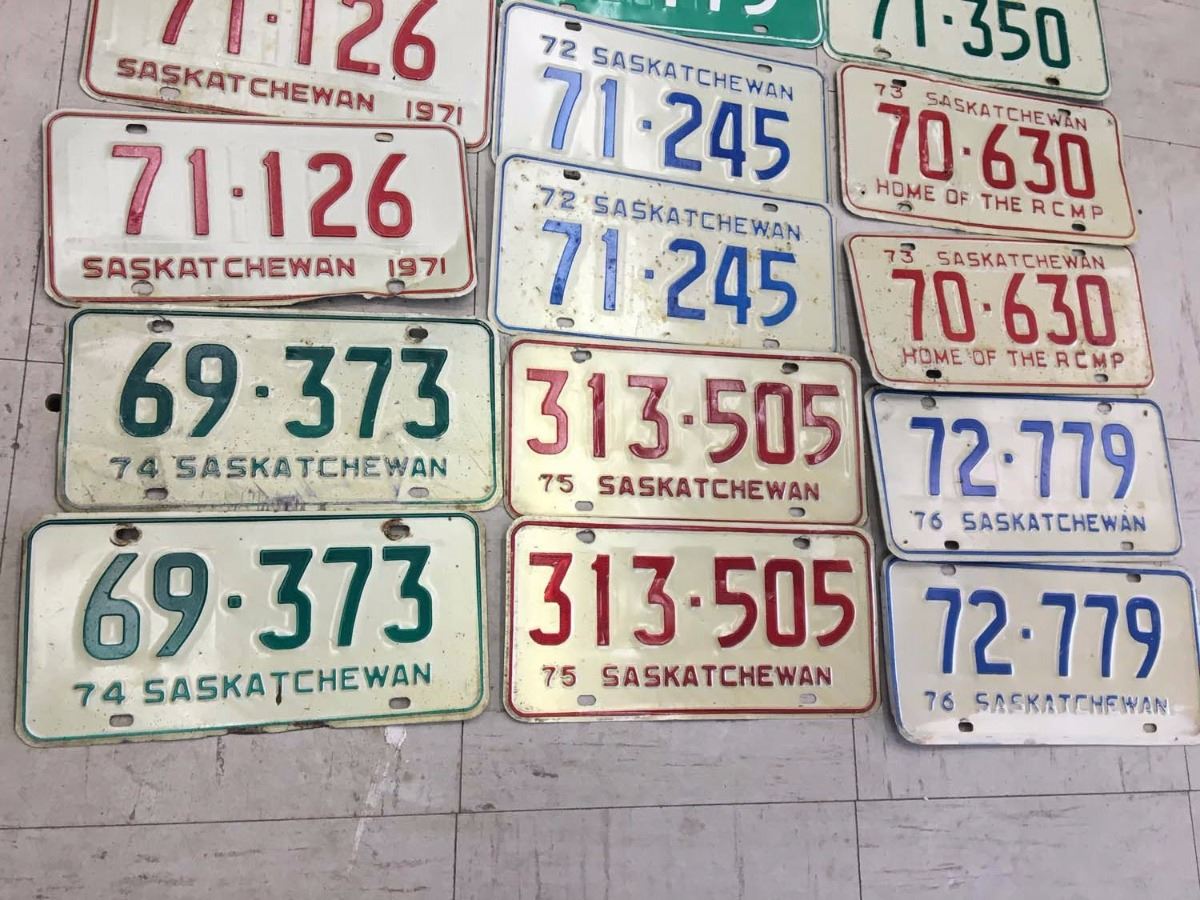 71·126
SASKATCHEWAN 1971
71·126
SASKATCHEWAN 1971
69·373
74 SASKATCHEWAN
69·373
74 SASKATCHEWAN
72 SASKATCHEWAN
71·245
72 SASKATCHEWAN
71·245
313·505
75 SASKATCHEWAN
313·505
75 SASKATCHEWAN
71·350
73 SASKATCHEWAN
70·630
HOME OF THE RCMP
73 SASKATCHEWAN
70·630
HOME OF THE RCMP
72·779
76 SASKATCHEWAN
72·779
76 SASKATCHEWAN